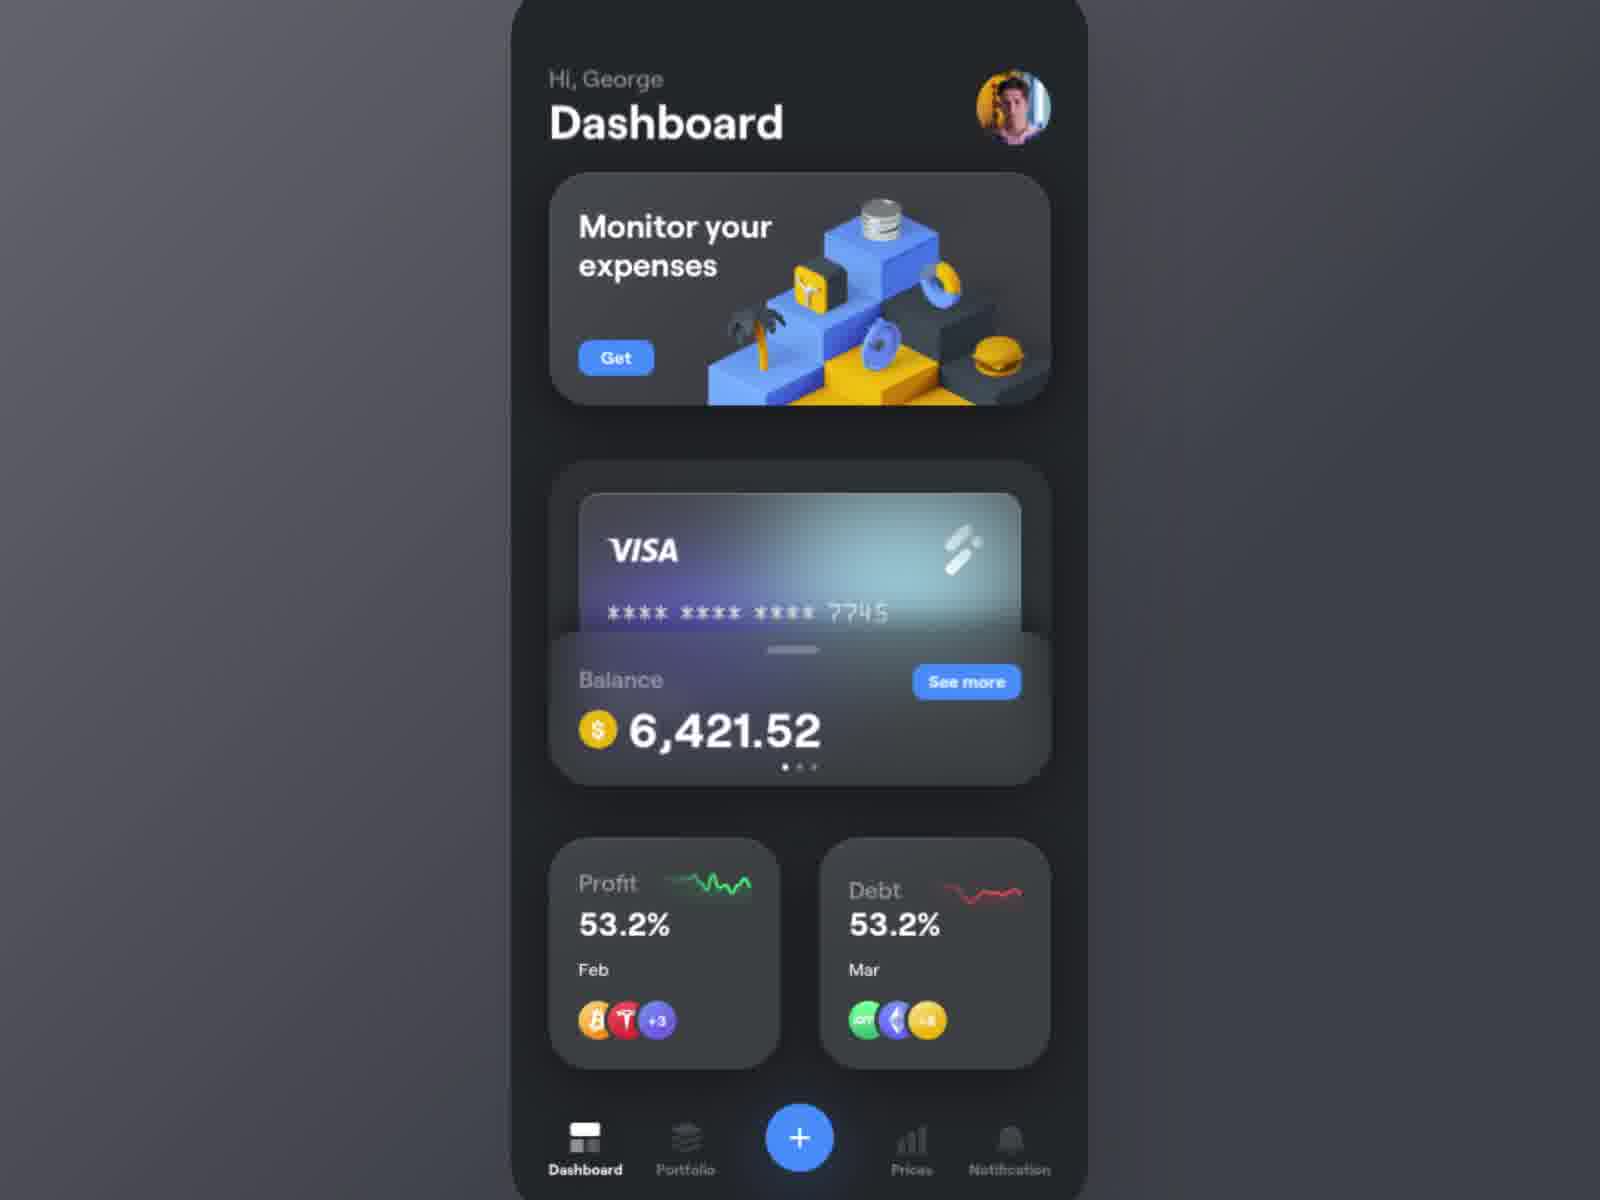 Hi, George
Dashboard
Monitor your
expenses
Get
VISA
**** **** **** 7745
Balance
See more
$ 6,421.52
Profit
53.2%
Feb
+3
Debt
53.2%
Mar
+
Dashboard
Portfolio
Prices
Notification